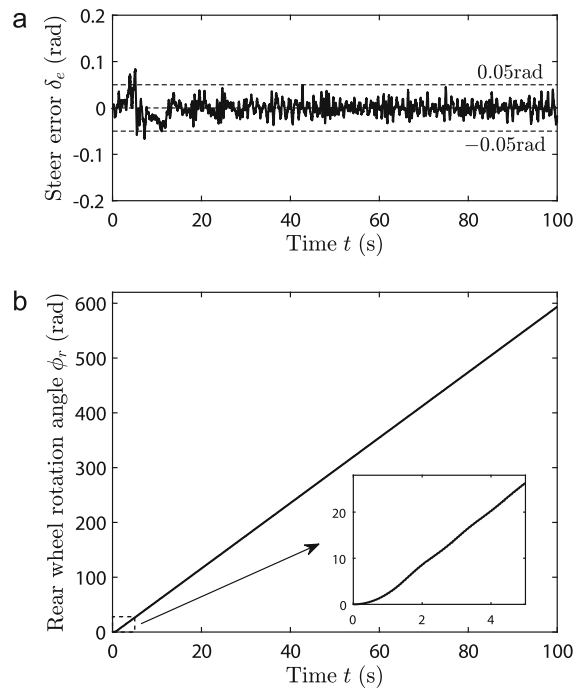 a
Steer error δₑ (rad)
0.2
0.1
0
-0.1
-0.2
0.05rad
−0.05rad
0 20 40 60 80 100
Time t (s)
b
Rear wheel rotation angle ϕᵣ (rad)
600
500
400
300
200
100
0
20
10
0
0 2 4
0 20 40 60 80 100
Time t (s)